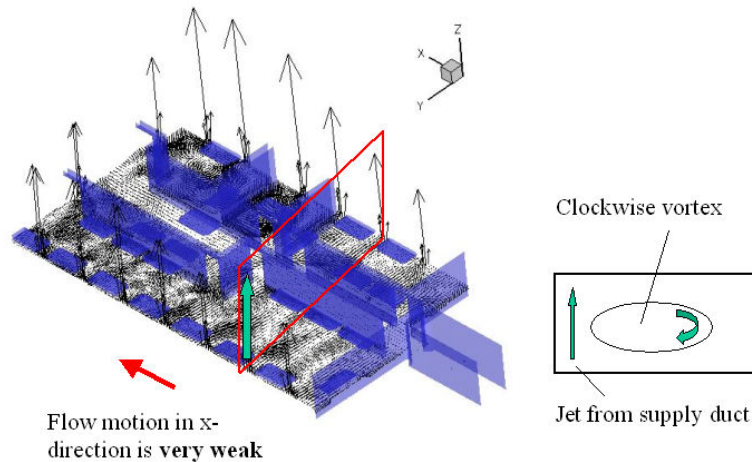 Z
X
Y
Clockwise vortex
Jet from supply duct
Flow motion in x-
direction is very weak